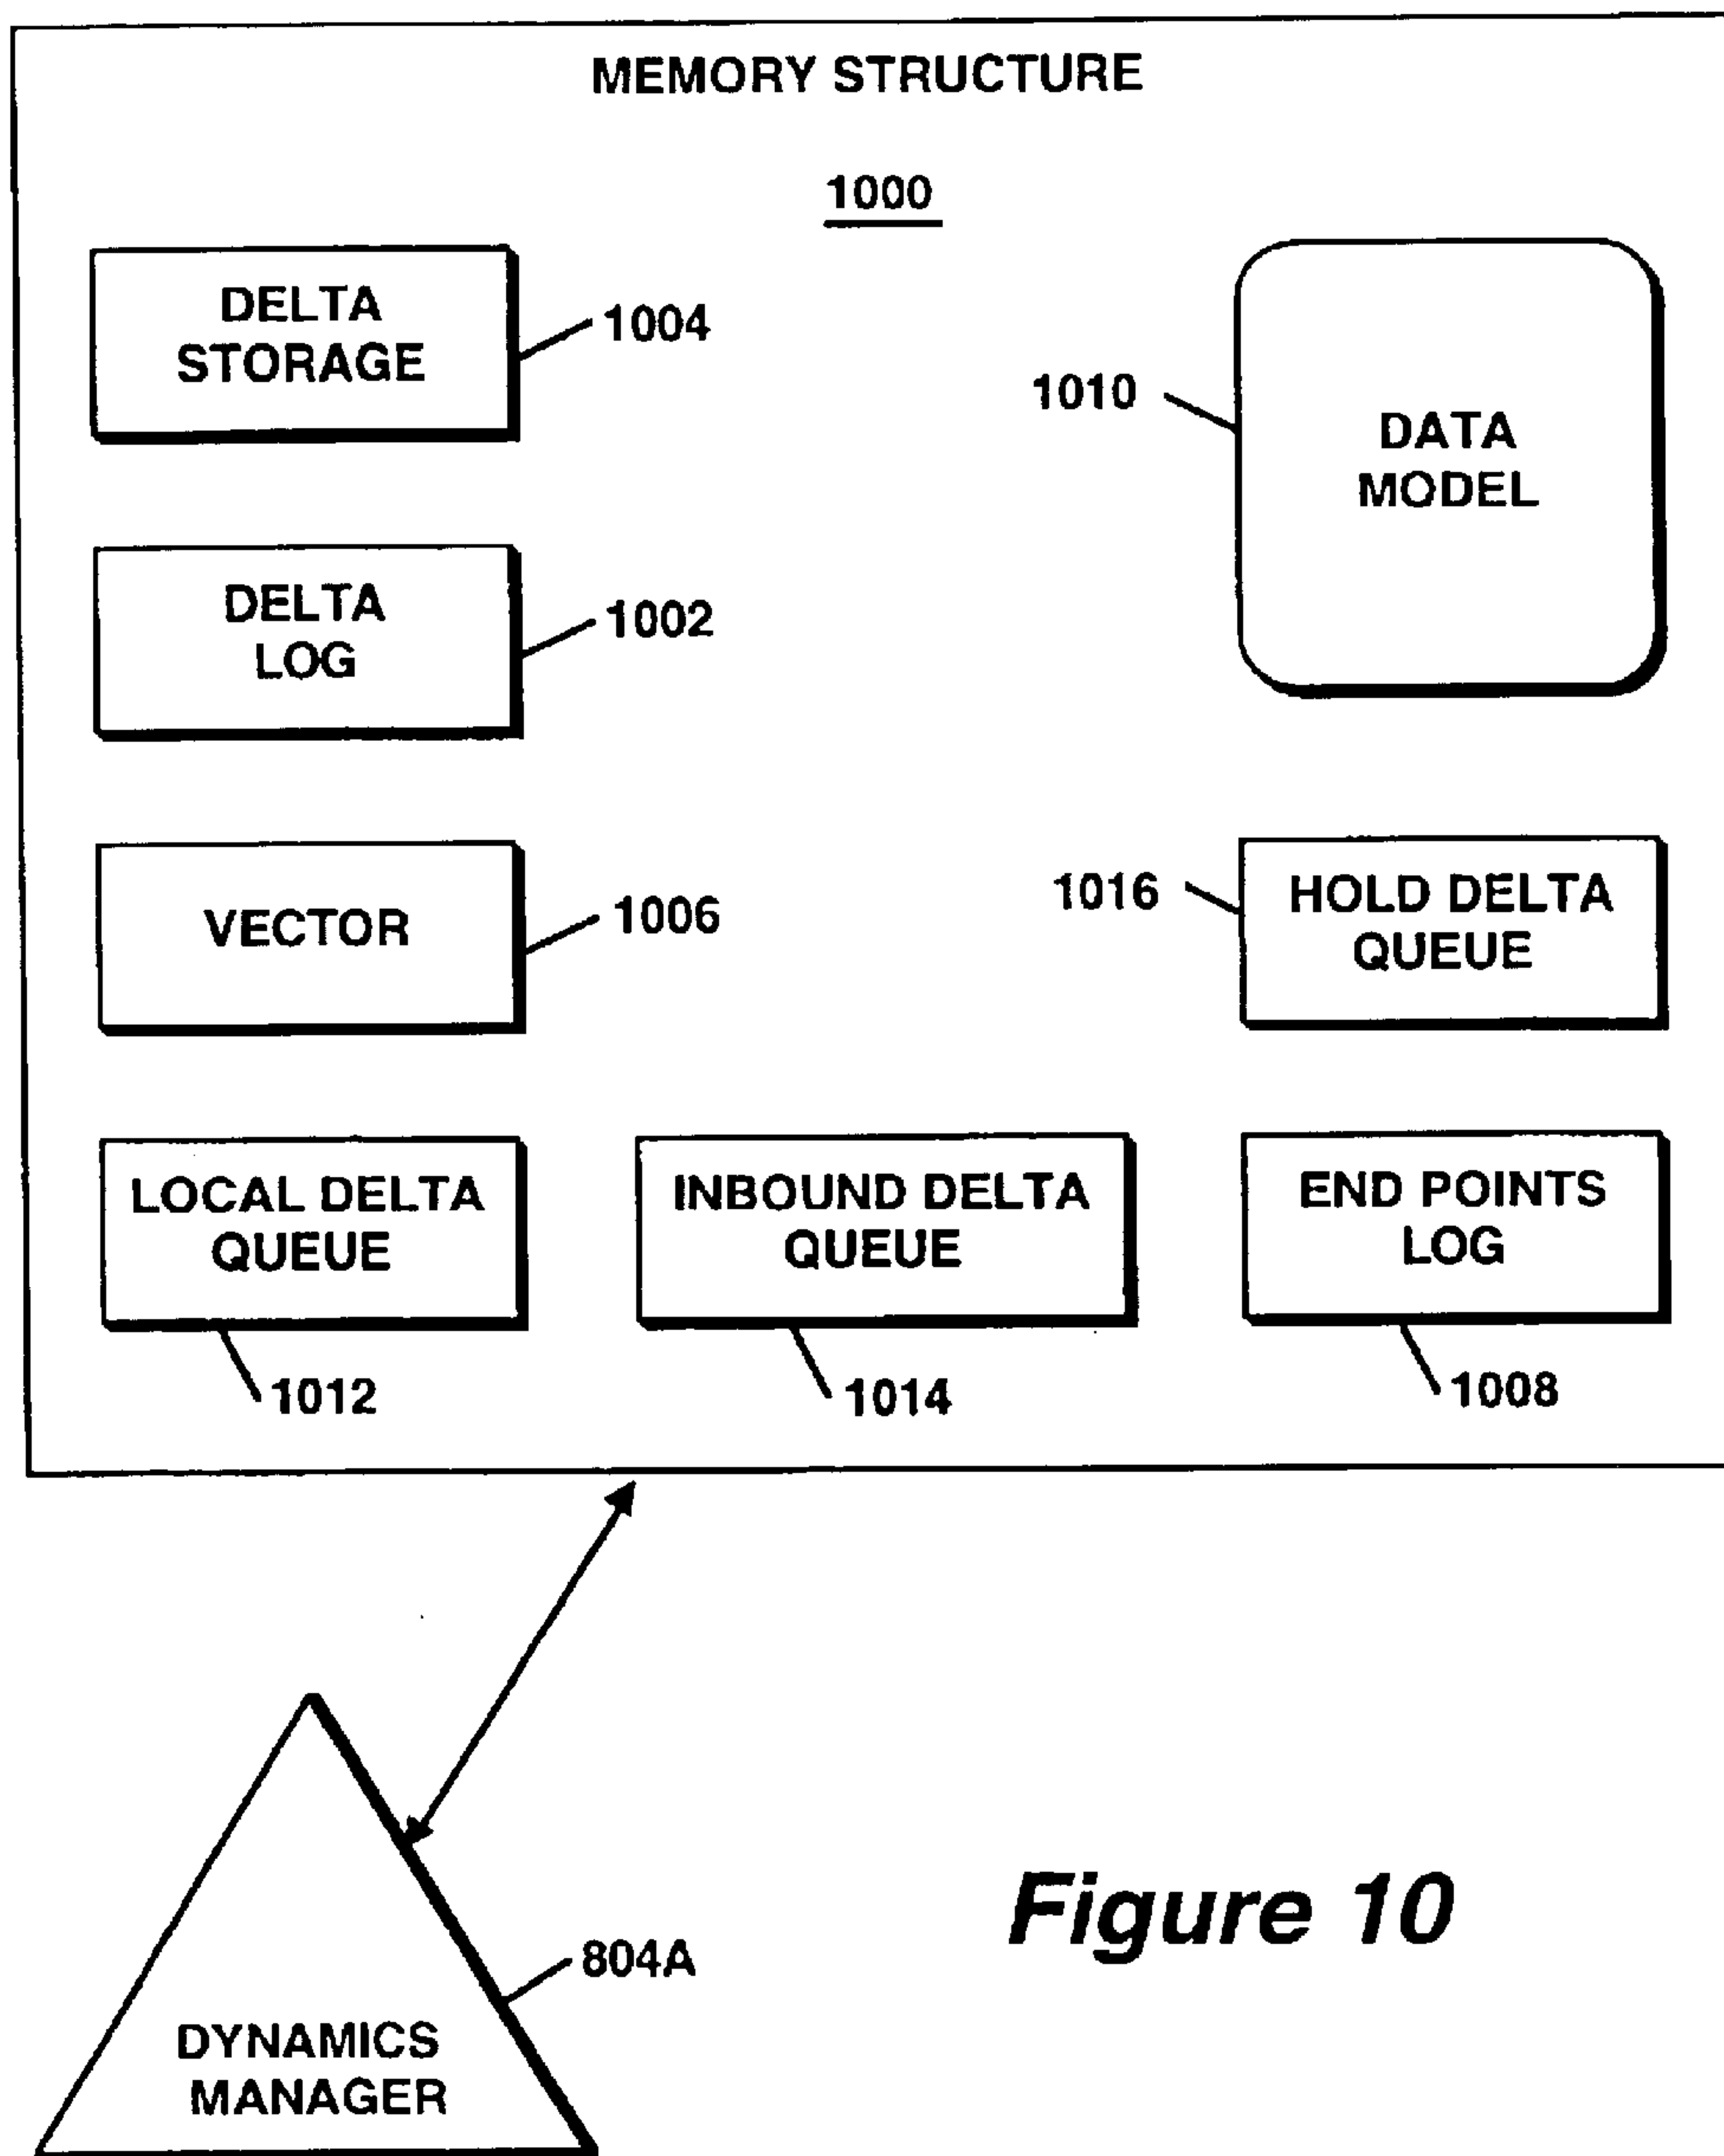 MEMORY STRUCTURE
1000
DELTA
STORAGE
1004
1010
DATA
MODEL
DELTA
LOG
1002
VECTOR
1006
1016
HOLD DELTA
QUEUE
LOCAL DELTA
QUEUE
INBOUND DELTA
QUEUE
END POINTS
LOG
1012
1014
1008
804A
DYNAMICS
MANAGER
Figure 10